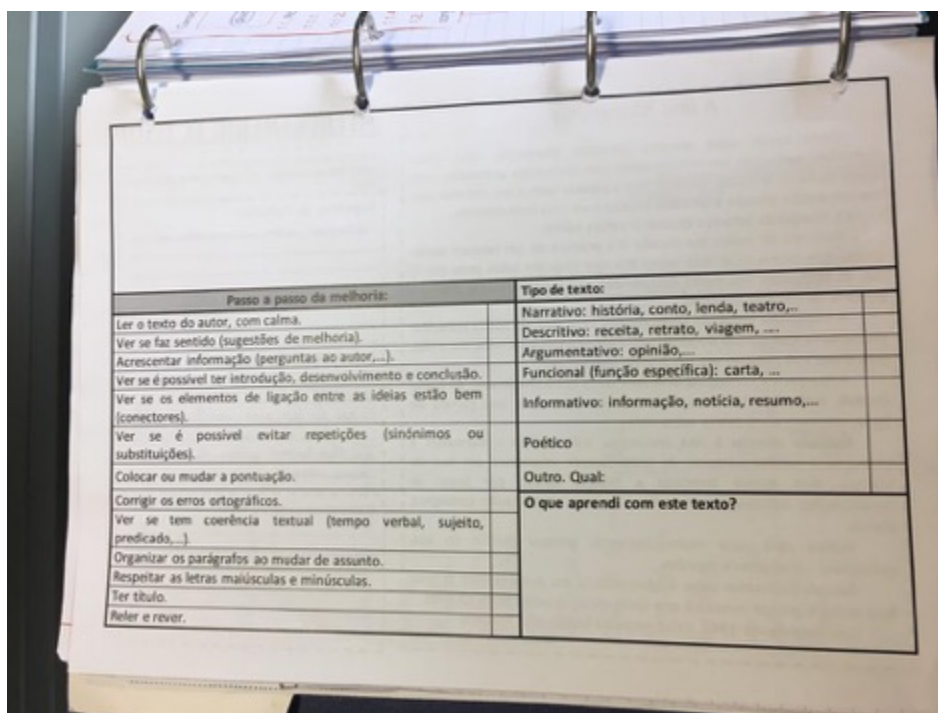 Passo a passo da melhoria:
Ler o texto do autor, com calma.
Ver se faz sentido (sugestões de melhoria).
Acrescentar informação (perguntas ao autor,...).
Ver se é possível ter introdução, desenvolvimento e conclusão.
Ver se os elementos de ligação entre as ideias estão bem
(conectores).
Ver se é possível evitar repetições (sinónimos ou
substituições).
Colocar ou mudar a pontuação.
Corrigir os erros ortográficos.
Ver se tem coerência textual (tempo verbal, sujeito,
predicado,...)
Organizar os parágrafos ao mudar de assunto.
Respeitar as letras maiúsculas e minúsculas.
Ter título.
Reler e rever.
Tipo de texto:
Narrativo: história, conto, lenda, teatro,...
Descritivo: receita, retrato, viagem, ....
Argumentativo: opinião,...
Funcional (função específica): carta, ...
Informativo: informação, notícia, resumo,...
Poético
Outro. Qual:
O que aprendi com este texto?